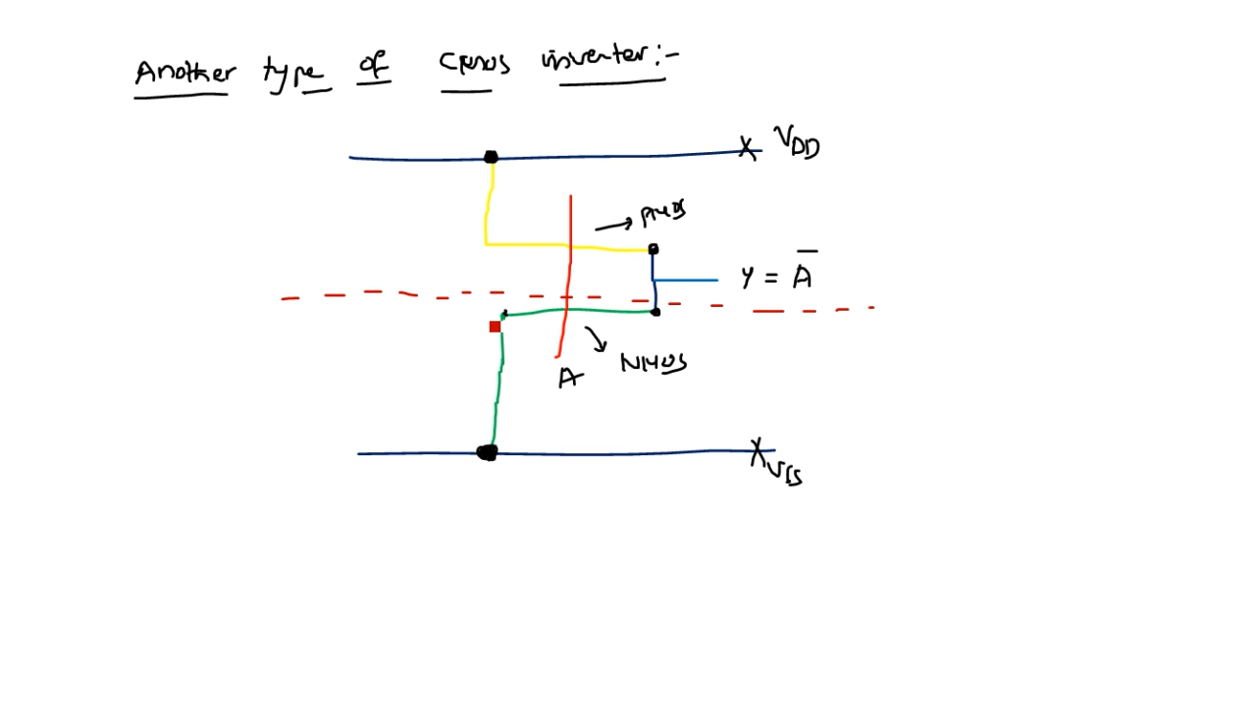 Another type of CMOS inverter:-
VDD
PMOS
Y = A̅
NMOS
A
VSS